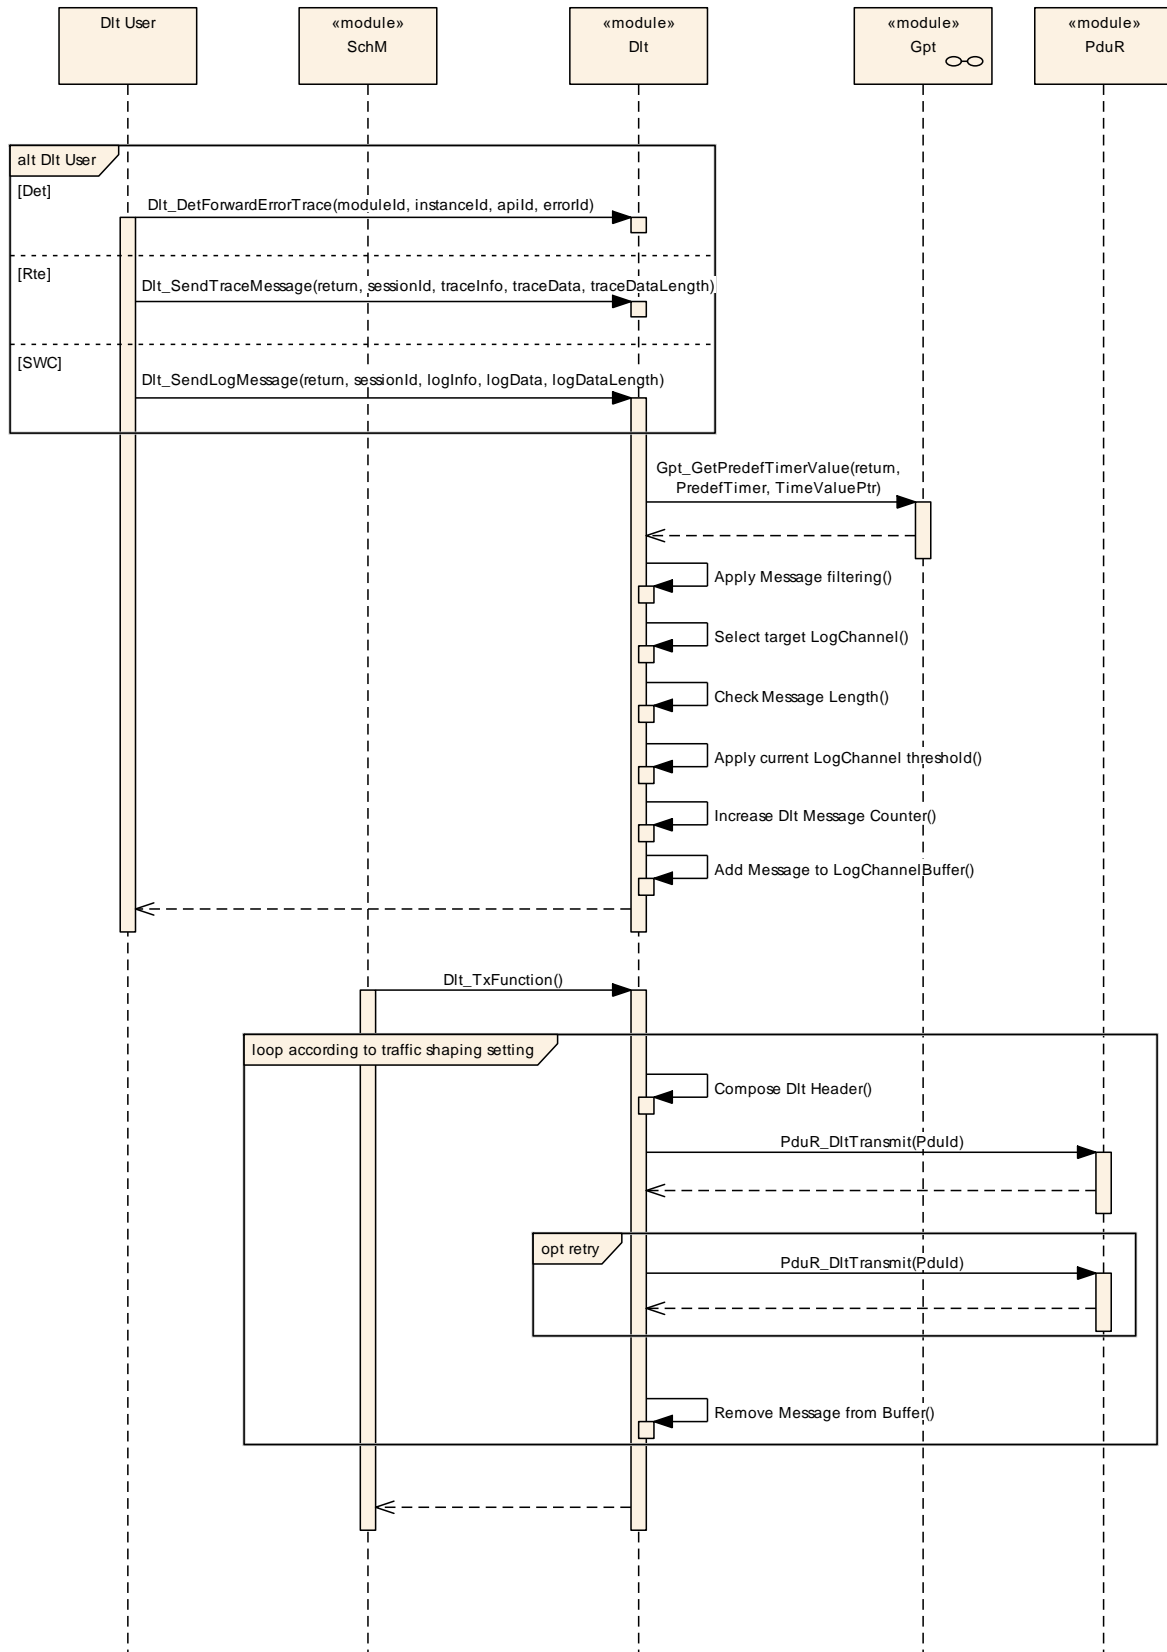 Dlt User
«module»
SchM
«module»
Dlt
«module»
Gpt
«module»
PduR
alt Dlt User
[Det]
Dlt_DetForwardErrorTrace(moduleId, instanceId, apiId, errorId)
[Rte]
Dlt_SendTraceMessage(return, sessionId, traceInfo, traceData, traceDataLength)
[SWC]
Dlt_SendLogMessage(return, sessionId, logInfo, logData, logDataLength)
Gpt_GetPredefTimerValue(return,
PredefTimer, TimeValuePtr)
Apply Message filtering()
Select target LogChannel()
Check Message Length()
Apply current LogChannel threshold()
Increase Dlt Message Counter()
Add Message to LogChannelBuffer()
Dlt_TxFunction()
loop according to traffic shaping setting
Compose Dlt Header()
PduR_DltTransmit(PduId)
opt retry
PduR_DltTransmit(PduId)
Remove Message from Buffer()